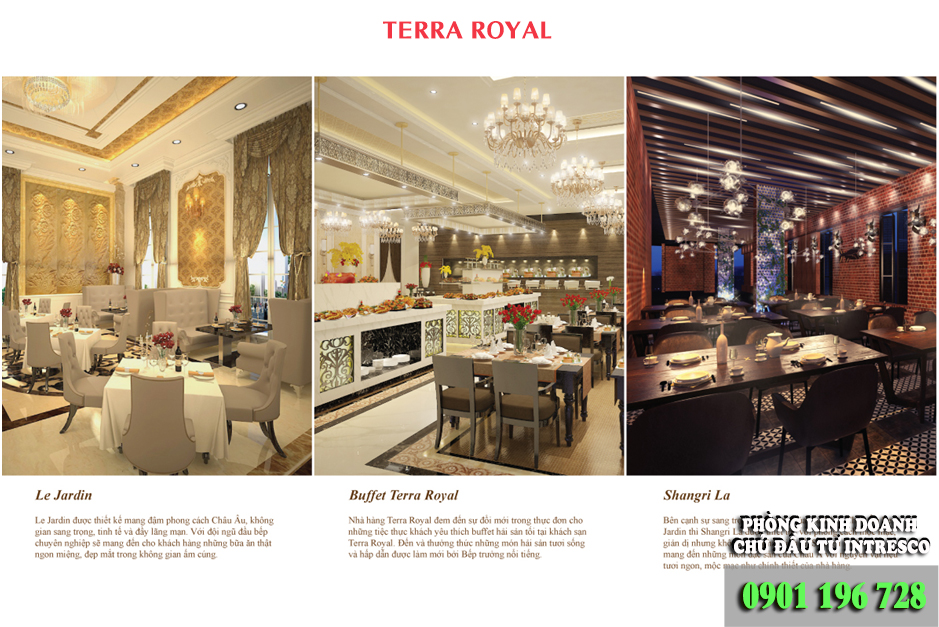 TERRA ROYAL
Le Jardin
Le Jardin được thiết kế mang đậm phong cách Châu Âu, không
gian sang trọng, tinh tế và đầy lãng mạn. Với đội ngũ đầu bếp
chuyên nghiệp sẽ mang đến cho khách hàng những bữa ăn thật
ngon miệng, đẹp mắt trong không gian ấm cúng.
Buffet Terra Royal
Nhà hàng Terra Royal đem đến sự đổi mới trong thực đơn cho
những tiệc thực khách yêu thích buffet hải sản tối tại khách sạn
Terra Royal. Đến và thưởng thức những món hải sản tươi sống
và hấp dẫn được làm mới bởi Bếp trưởng nổi tiếng.
Shangri La
Bên cạnh sự sang
Jardin thì Shangri La
giản dị nhưng
mang đến những món
tươi ngon, mộc mạc như chính thiết của nhà hàng
PHÒNG KINH DOANH
CHỦ ĐẦU TƯ INTRESCO
0901 196 728